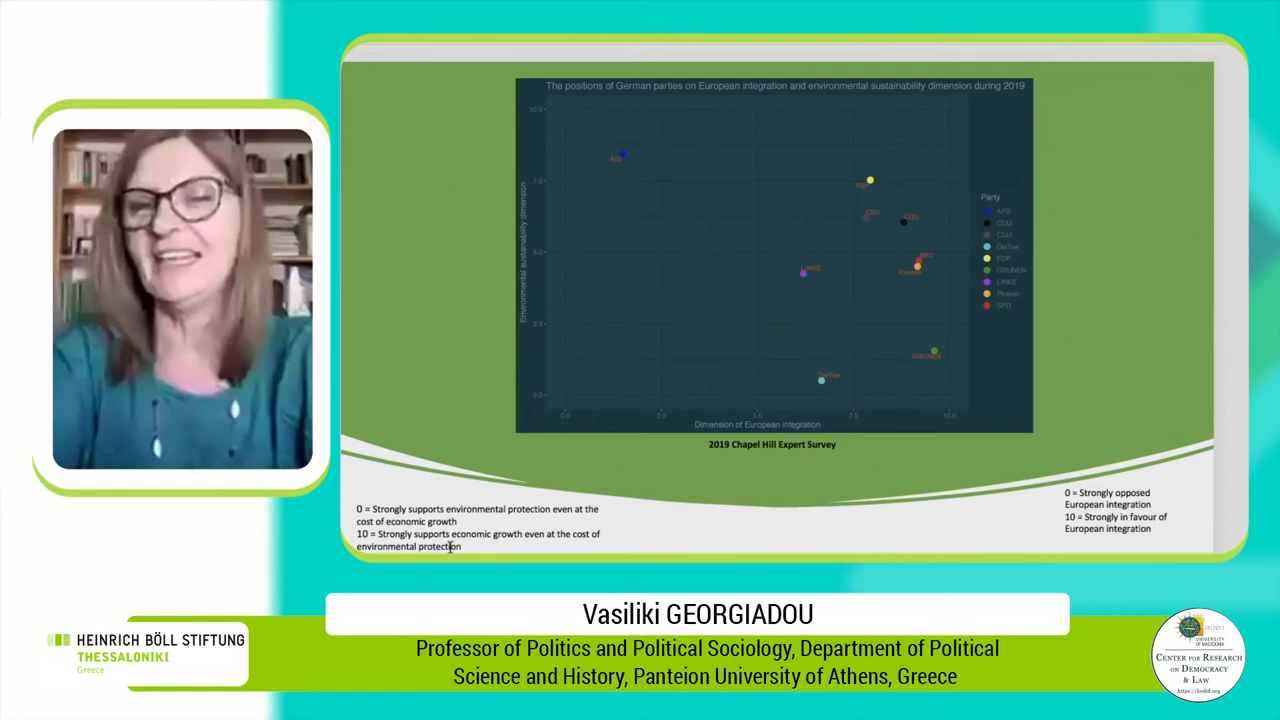 The positions of German parties on European integration and environmental sustainability dimension during 2019
Environmental sustainability dimension
10.0
7.5
5.0
2.5
0.0
0.0
2.5
5.0
7.5
10.0
Dimension of European integration
AfD
FDP
CSU
CDU
LINKE
SPD
Piraten
GRUNEN
DieTier
Party
AFD
CDU
CSU
DieTier
FDP
GRUNEN
LINKE
Piraten
SPD
2019 Chapel Hill Expert Survey
0 = Strongly supports environmental protection even at the
cost of economic growth
10 = Strongly supports economic growth even at the cost of
environmental protection
0 = Strongly opposed
European integration
10 = Strongly in favour of
European integration
Vasiliki GEORGIADOU
Professor of Politics and Political Sociology, Department of Political
Science and History, Panteion University of Athens, Greece
HEINRICH BÖLL STIFTUNG
THESSALONIKI
Greece
UNIVERSITY
OF MACEDONIA
CENTER FOR RESEARCH
ON DEMOCRACY
& LAW
https://kedid.org